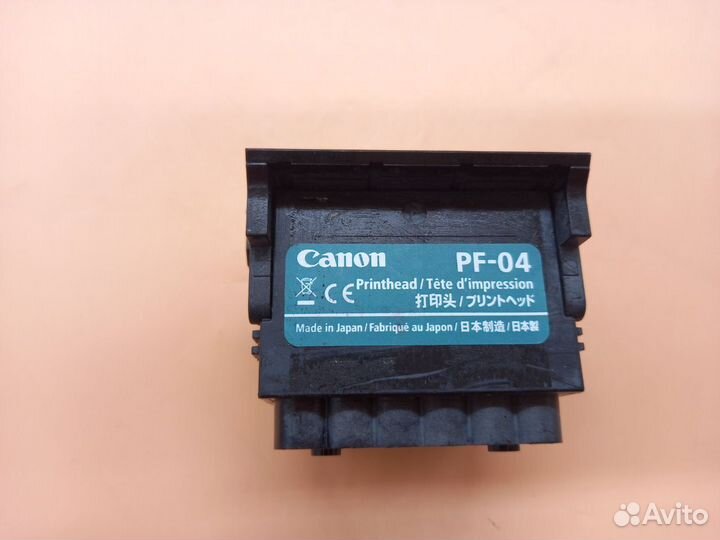 Canon PF-04
Printhead / Tête d'impression
CE 打印头 / プリントヘッド
Made in Japan / Fabriqué au Japon / 日本制造 / 日本製
Avito